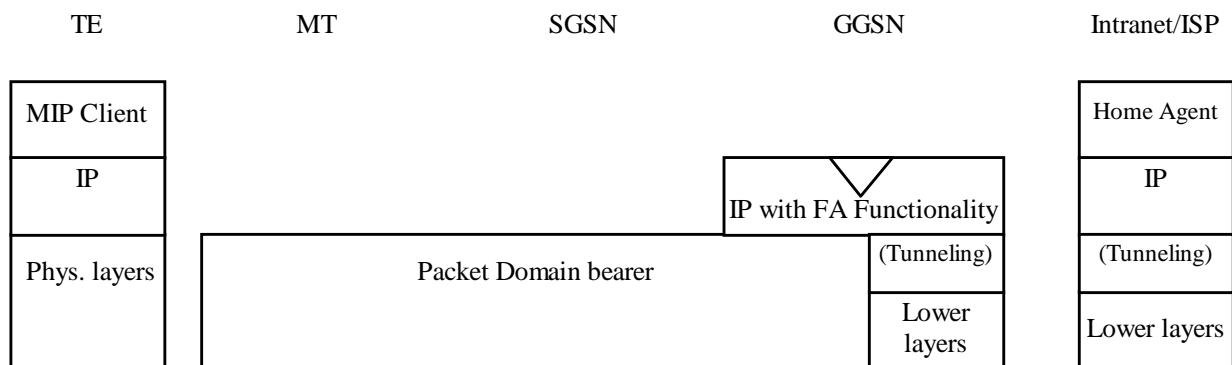 TE MT SGSN GGSN Intranet/ISP
MIP Client Home Agent
IP IP
IP with FA Functionality
Phys. layers Packet Domain bearer (Tunneling) (Tunneling)
Lower
layers Lower layers